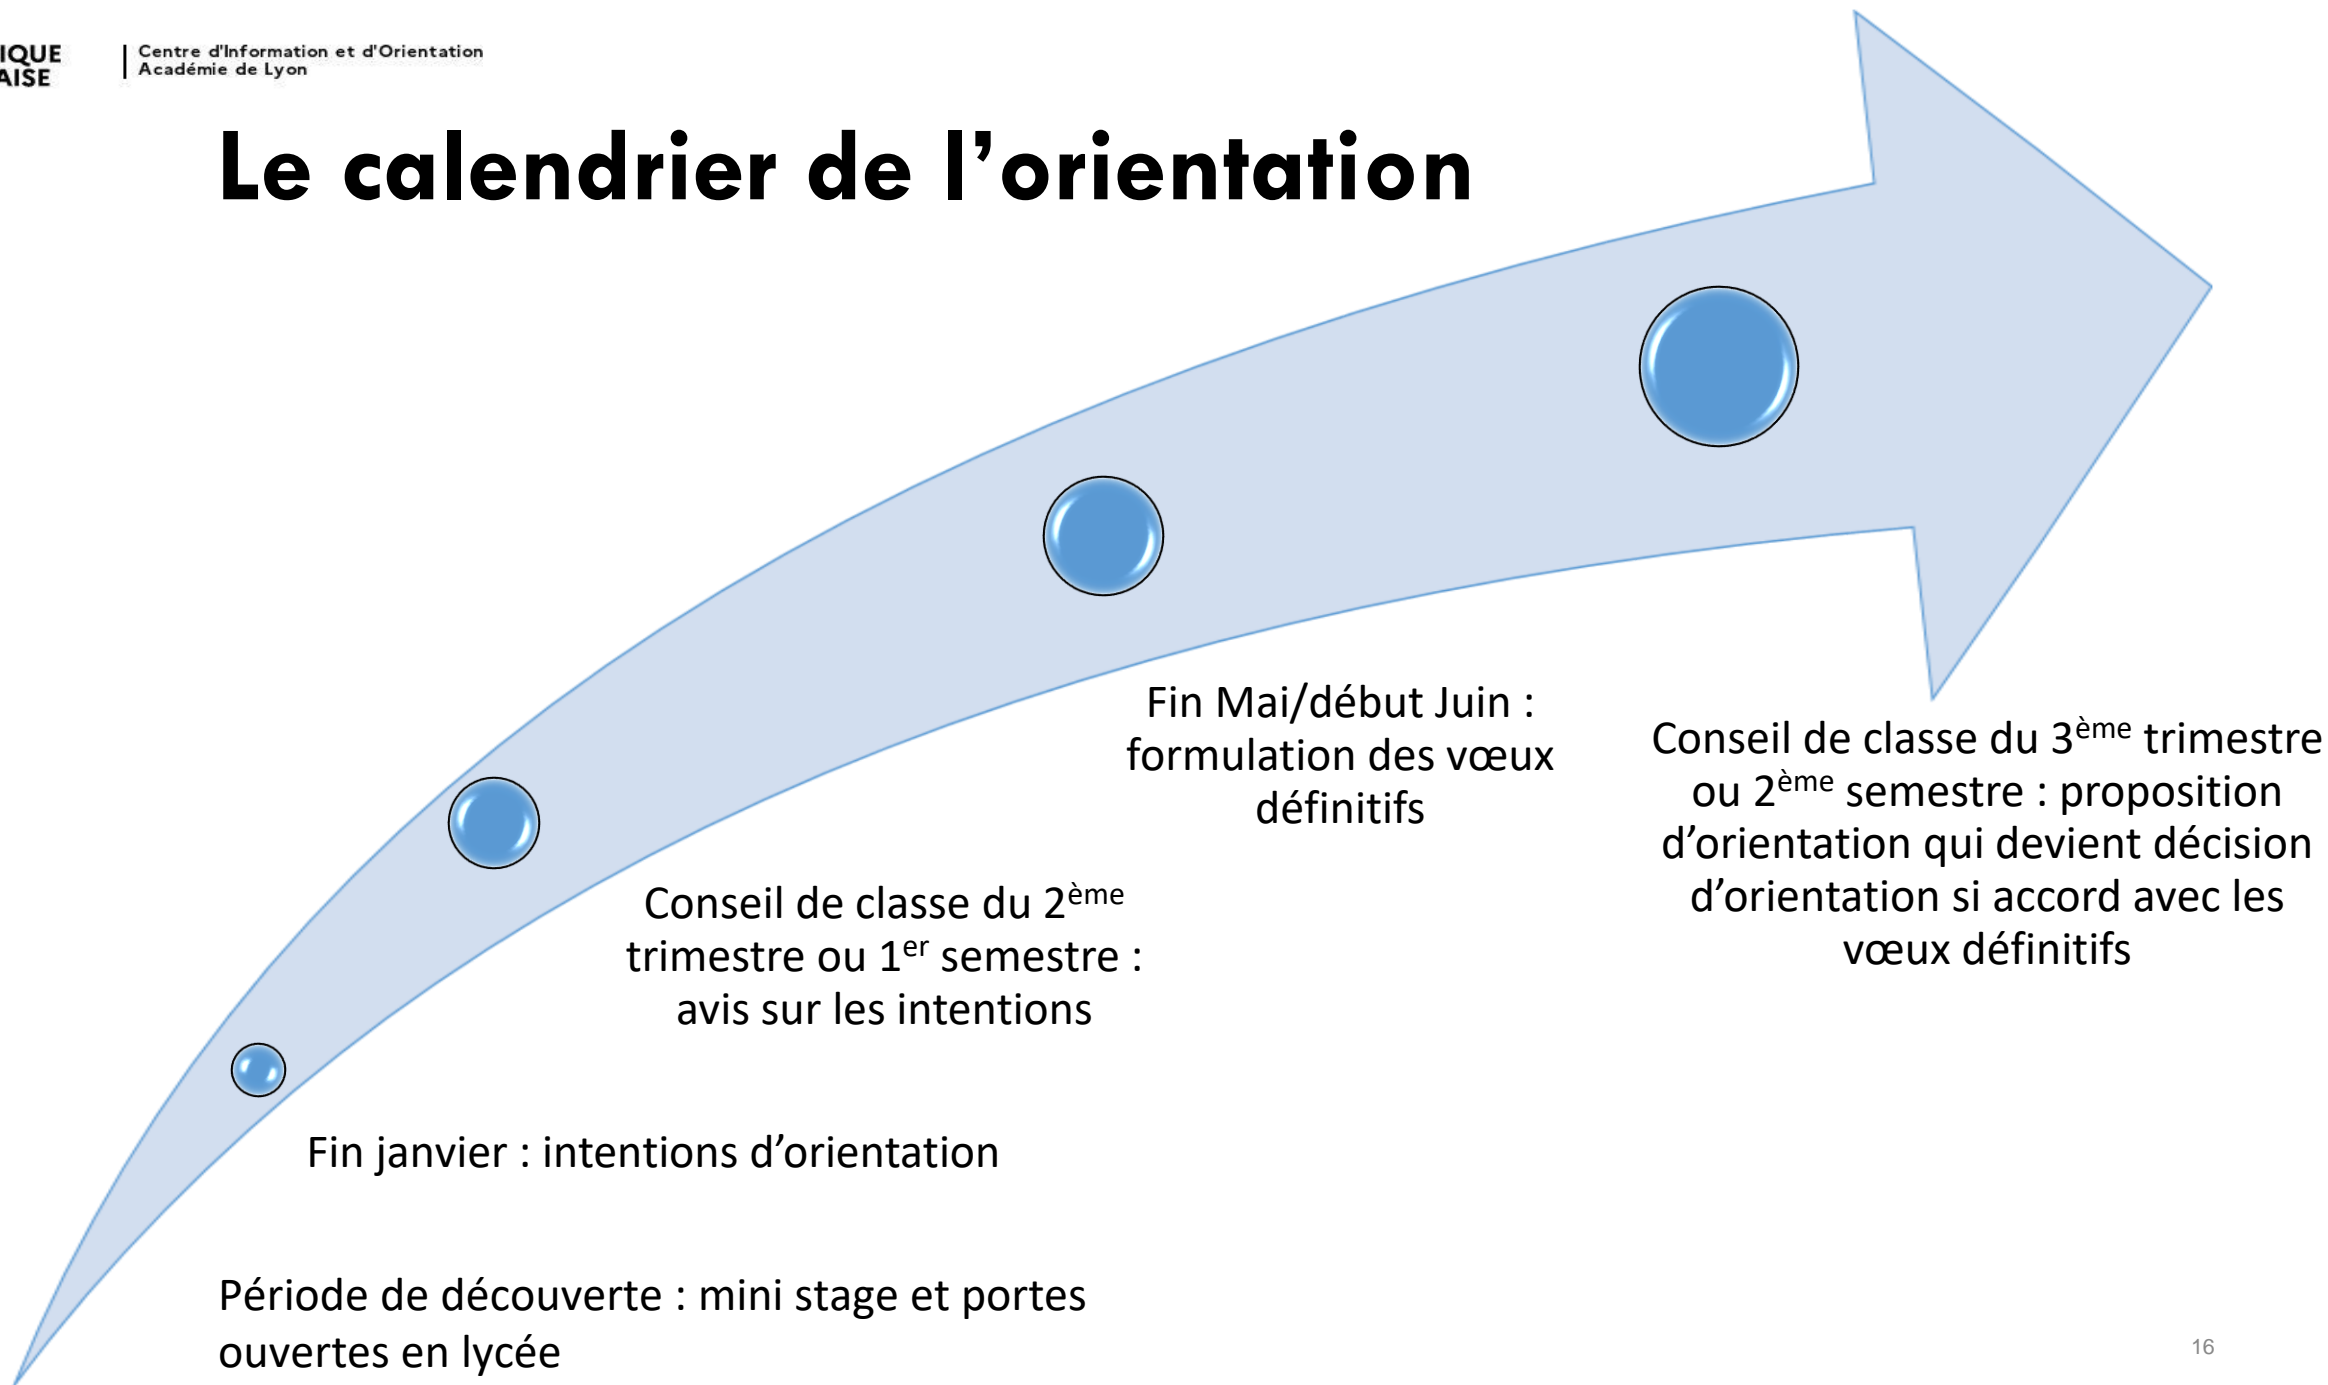 Centre d'Information et d'Orientation
Académie de Lyon
Le calendrier de l’orientation
Fin Mai/début Juin :
formulation des vœux
définitifs
Conseil de classe du 3ème trimestre
ou 2ème semestre : proposition
d’orientation qui devient décision
d’orientation si accord avec les
vœux définitifs
Conseil de classe du 2ème
trimestre ou 1er semestre :
avis sur les intentions
Fin janvier : intentions d’orientation
Période de découverte : mini stage et portes
ouvertes en lycée
16